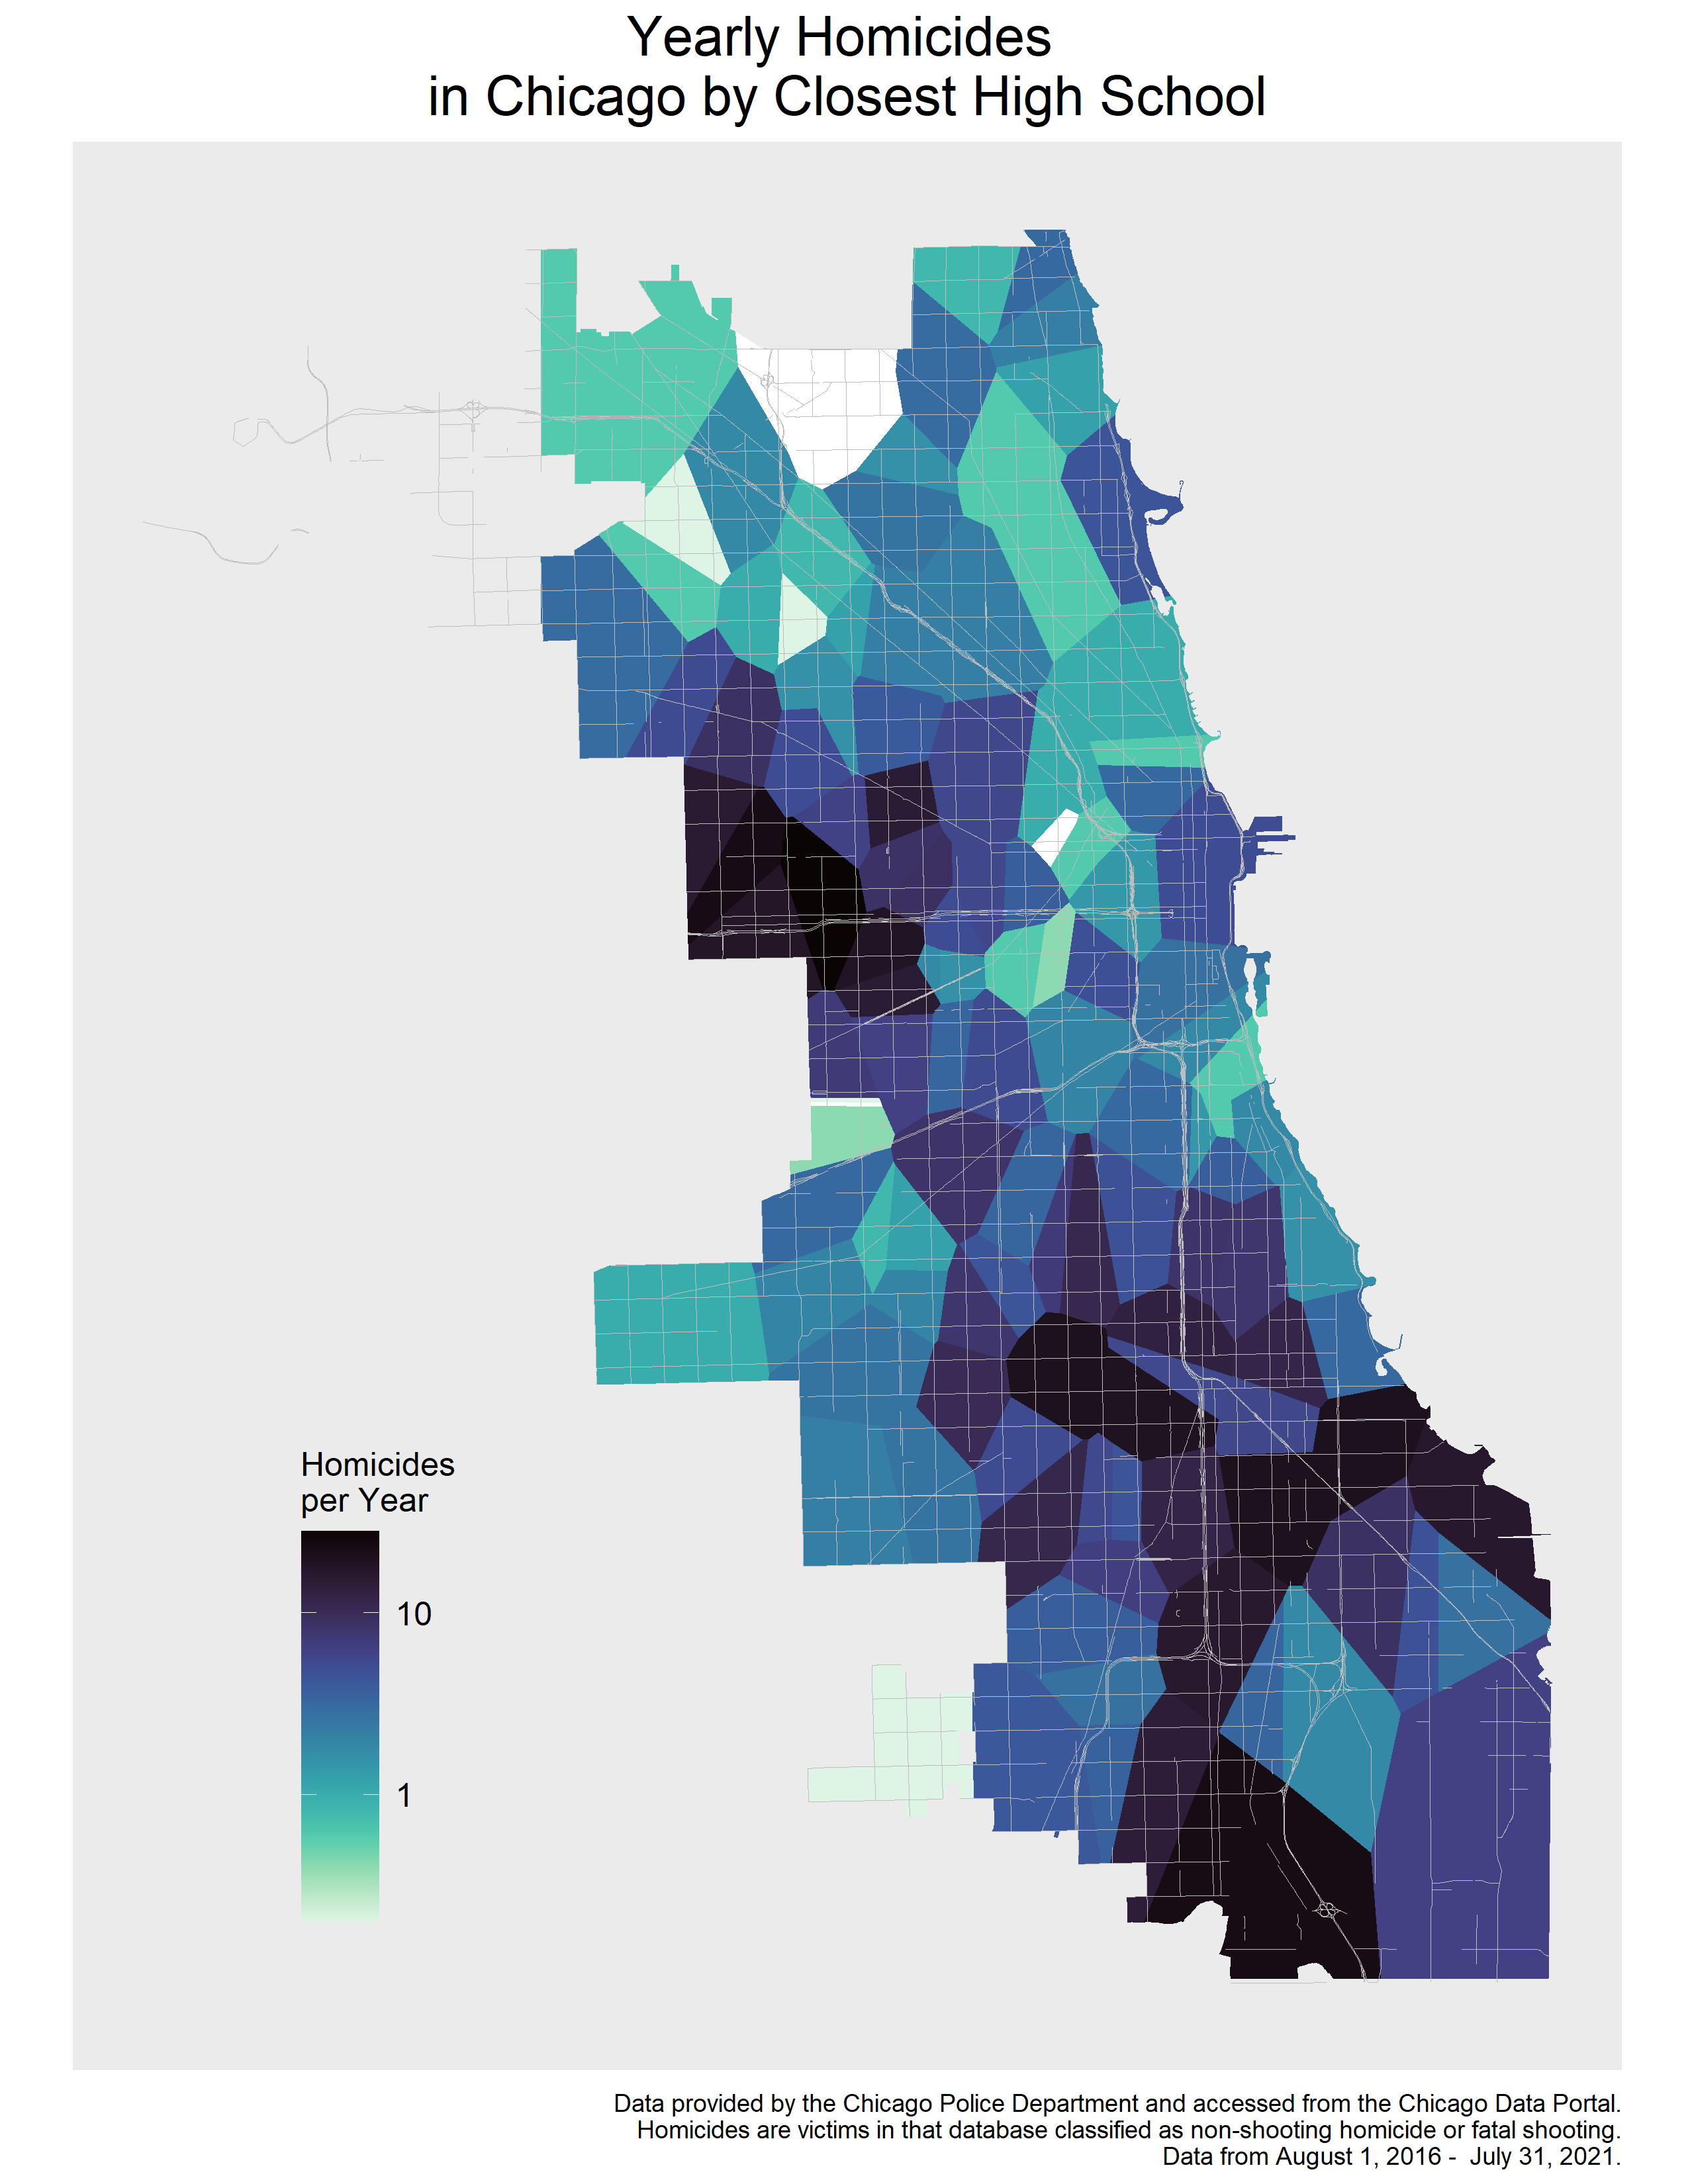 Yearly Homicides
in Chicago by Closest High School
Homicides
per Year
10
1
Data provided by the Chicago Police Department and accessed from the Chicago Data Portal.
Homicides are victims in that database classified as non-shooting homicide or fatal shooting.
Data from August 1, 2016 -  July 31, 2021.